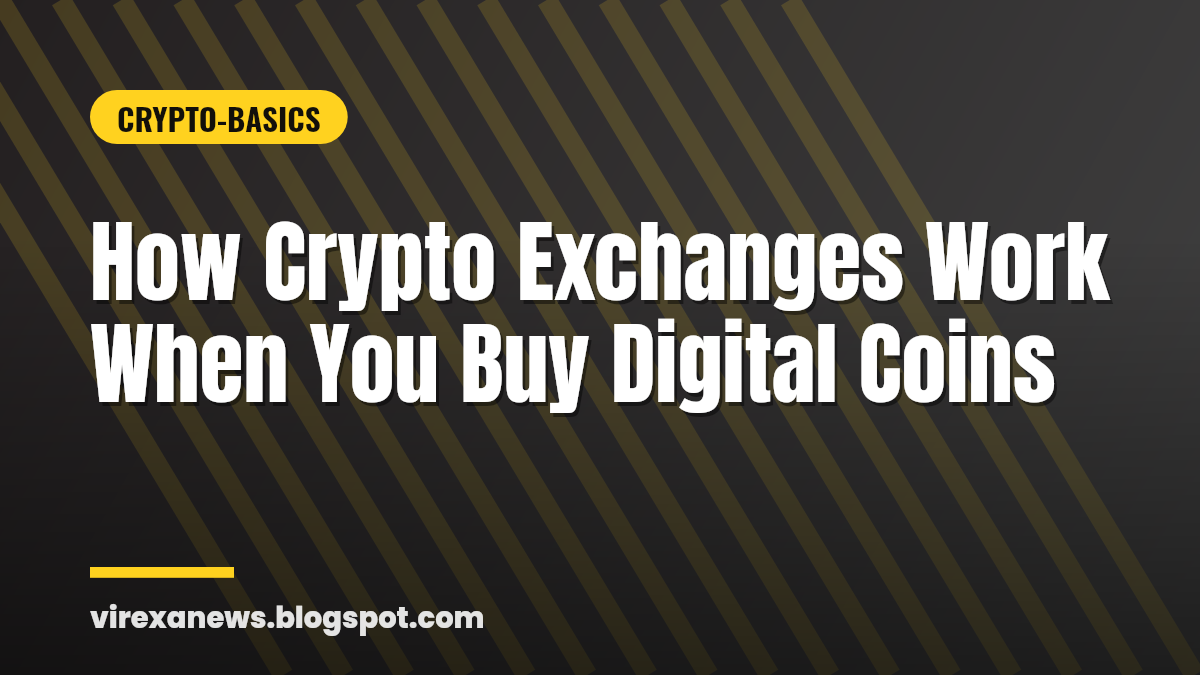 CRYPTO-BASICS
How Crypto Exchanges Work
When You Buy Digital Coins
virexanews.blogspot.com